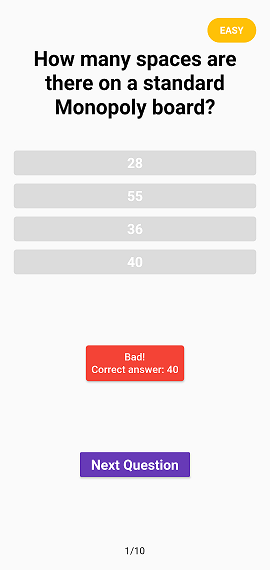 EASY
How many spaces are
there on a standard
Monopoly board?
28
55
36
40
Bad!
Correct answer: 40
Next Question
1/10